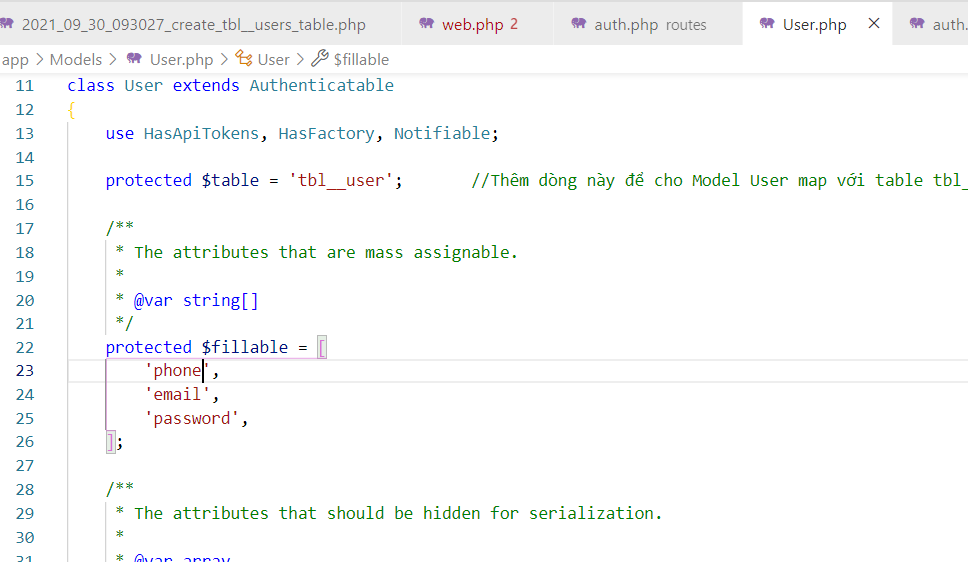 2021_09_30_093027_create_tbl__users_table.php web.php 2 auth.php routes User.php auth.
app > Models > User.php > User > $fillable
11 class User extends Authenticatable
12 {
13 use HasApiTokens, HasFactory, Notifiable;
14
15 protected $table = 'tbl__user'; //Thêm dòng này để cho Model User map với table tbl_
16
17 /**
18 * The attributes that are mass assignable.
19 *
20 * @var string[]
21 */
22 protected $fillable = [
23 'phone',
24 'email',
25 'password',
26 ];
27
28 /**
29 * The attributes that should be hidden for serialization.
30 *
31 * @var array